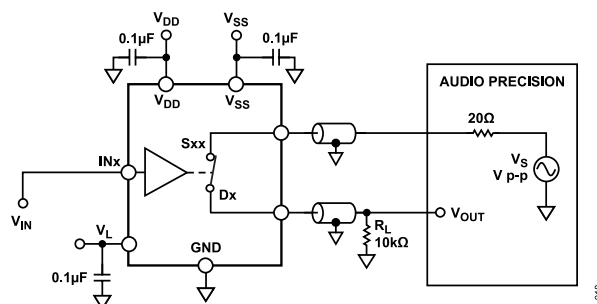 VDD
VSS
0.1µF
0.1µF
VDD
VSS
AUDIO PRECISION
20Ω
Sxx
VS
V p-p
INx
Dx
VIN
VL
GND
RL
10kΩ
VOUT
0.1µF